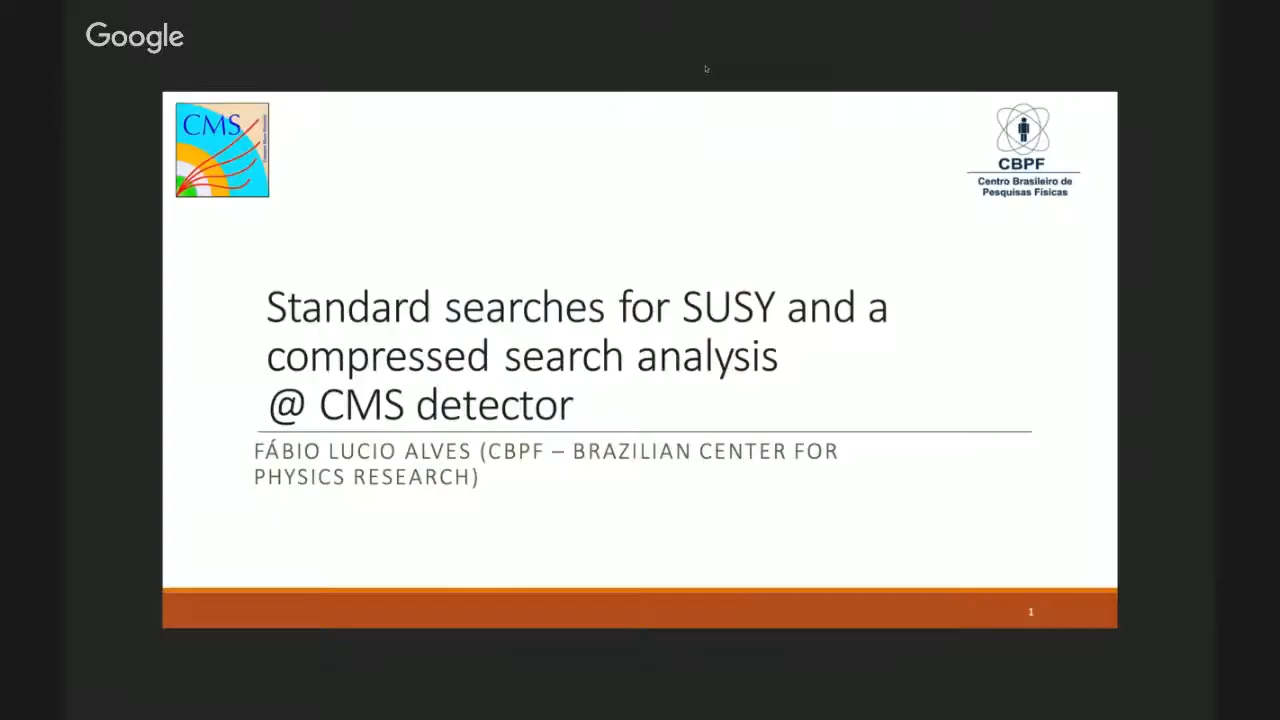 Google
CMS
CBPF
Centro Brasileiro de
Pesquisas Físicas
Standard searches for SUSY and a
compressed search analysis
@ CMS detector
FÁBIO LUCIO ALVES (CBPF – BRAZILIAN CENTER FOR
PHYSICS RESEARCH)
1